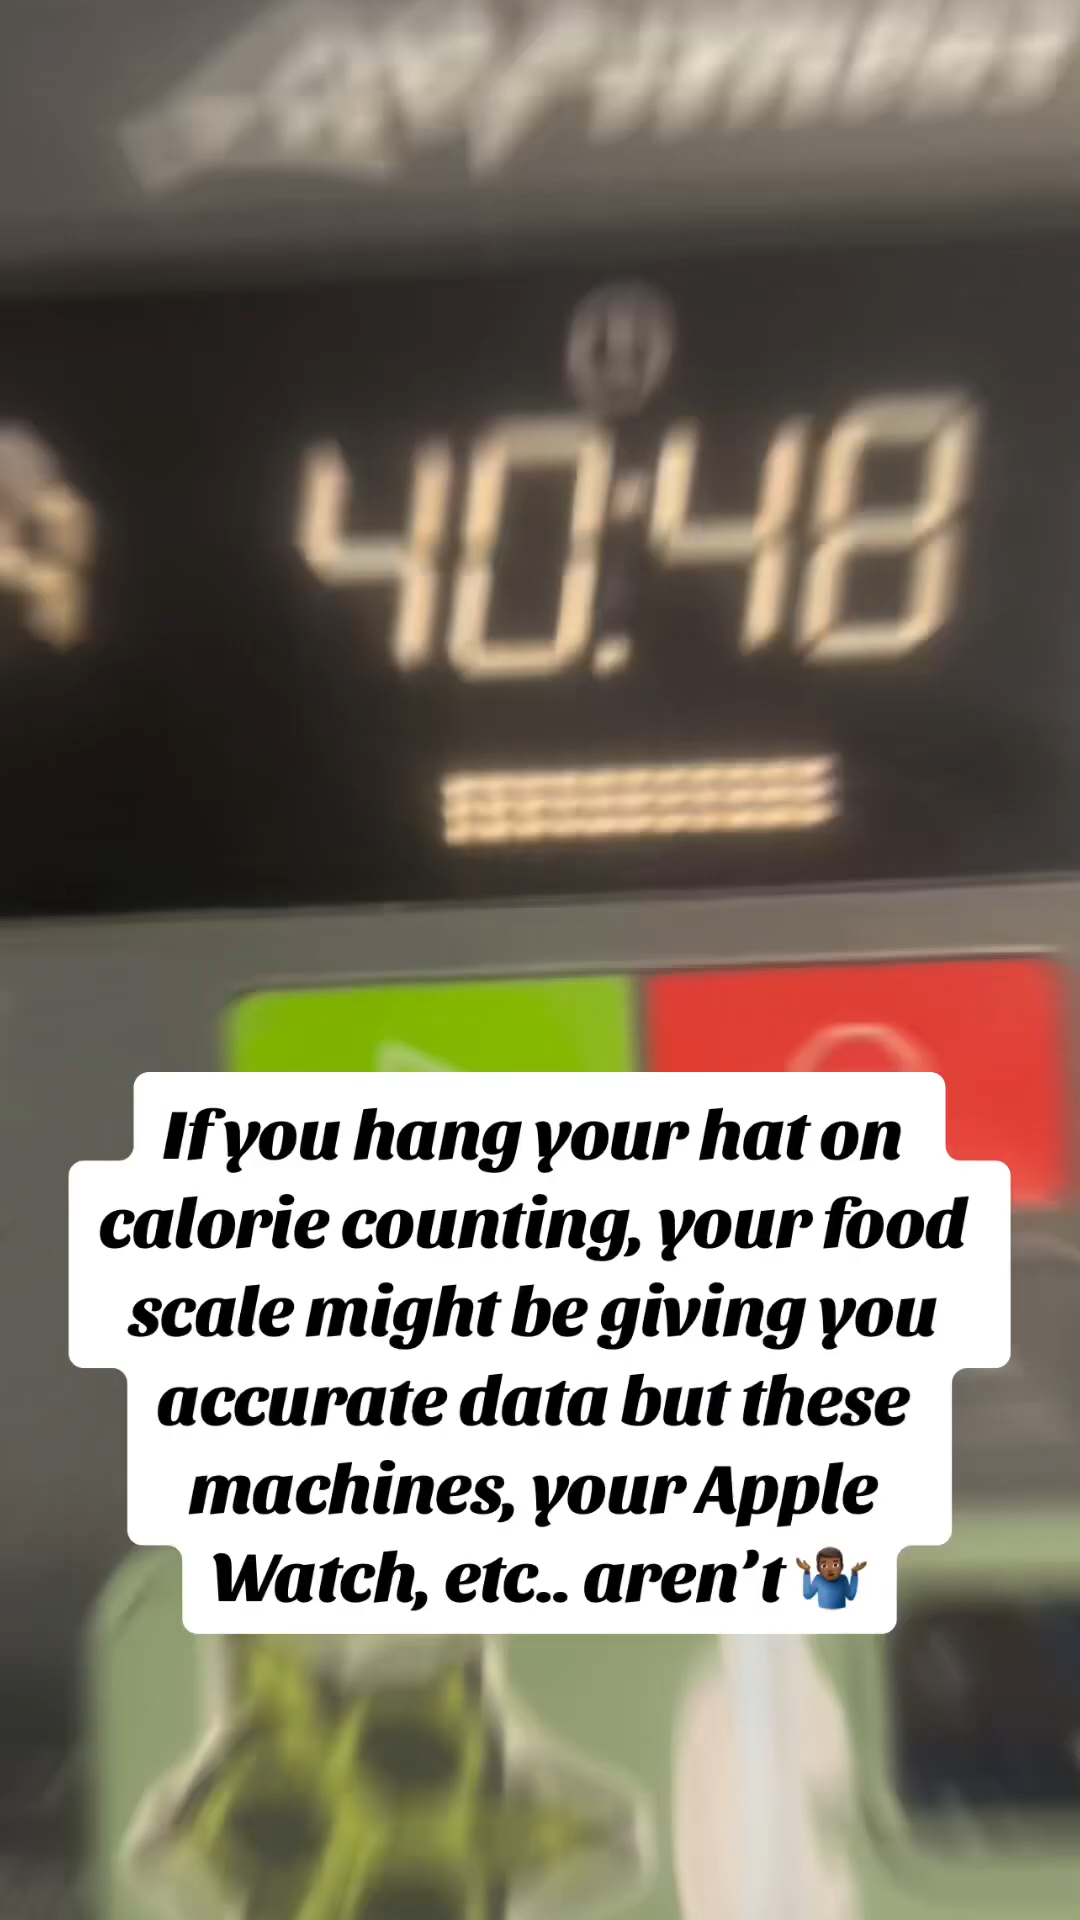 40:48
If you hang your hat on
calorie counting, your food
scale might be giving you
accurate data but these
machines, your Apple
Watch, etc.. aren’t 🤷🏾‍♂️